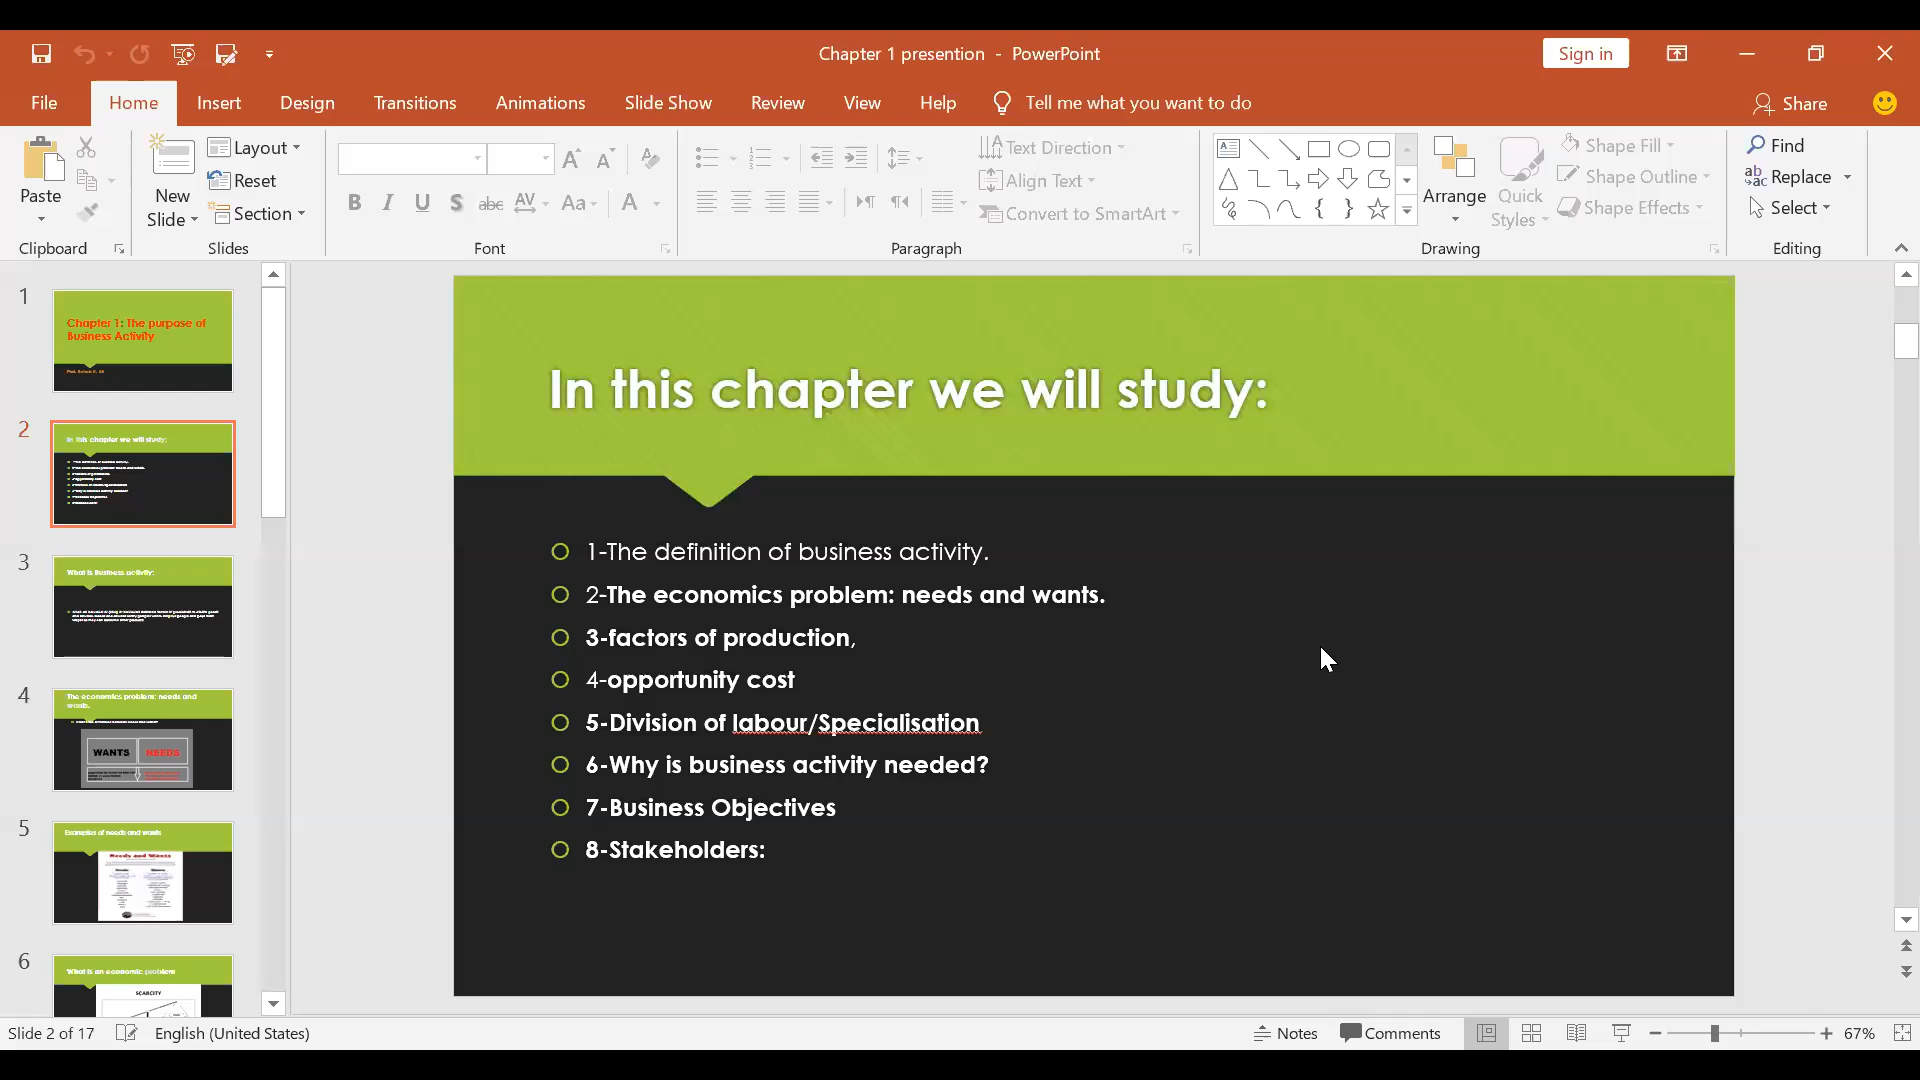 Chapter 1 presention - PowerPoint
Sign in
File Home Insert Design Transitions Animations Slide Show Review View Help Tell me what you want to do Share
Paste
New Slide
Layout
Reset
Section
B I U S abc AV Aa A
Text Direction
Align Text
Convert to SmartArt
Arrange
Quick Styles
Shape Fill
Shape Outline
Shape Effects
Find
Replace
Select
Clipboard Slides Font Paragraph Drawing Editing
1
Chapter 1: The purpose of
Business Activity
2
In this chapter we will study:
3
What is Business activity:
4
The economics problem: needs and
wants.
WANTS NEEDS
5
Examples of needs and wants
Needs and Wants
6
What is an economic problem
SCARCITY
In this chapter we will study:
1-The definition of business activity.
2-The economics problem: needs and wants.
3-factors of production,
4-opportunity cost
5-Division of labour/Specialisation
6-Why is business activity needed?
7-Business Objectives
8-Stakeholders:
Slide 2 of 17 English (United States) Notes Comments 67%